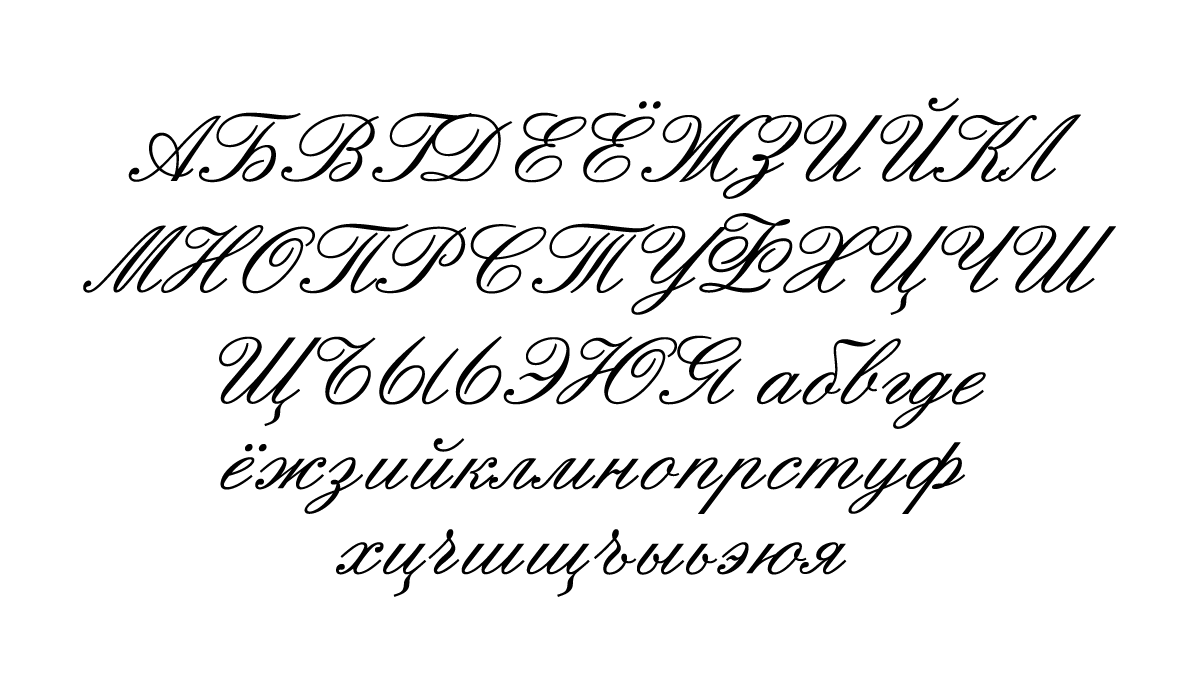 АБВГДЕЁЖЗИЙКЛ
МНОПРСТУФХЦЧШ
ЩЪЫЬЭЮЯ абвгде
ёжзийклмнопрстуф
хцчшщъыьэюя